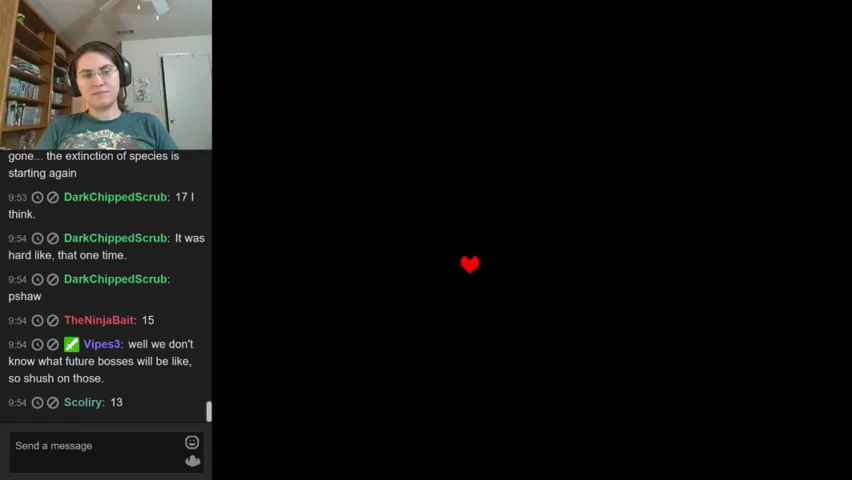 gone... the extinction of species is
starting again
9:53 DarkChippedScrub: 17 I
think.
9:54 DarkChippedScrub: It was
hard like, that one time.
9:54 DarkChippedScrub:
pshaw
9:54 TheNinjaBait: 15
9:54 Vipes3: well we don't
know what future bosses will be like,
so shush on those.
9:54 Scoliry: 13
Send a message